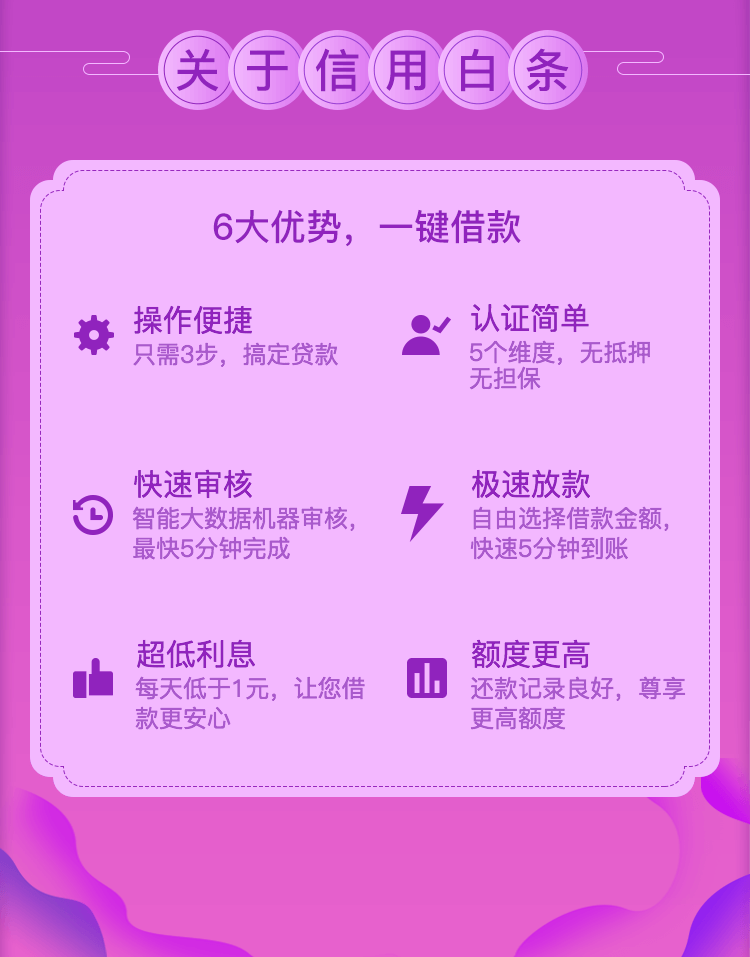 关于信用白条
6大优势，一键借款
操作便捷
只需3步，搞定贷款
认证简单
5个维度，无抵押
无担保
快速审核
智能大数据机器审核，
最快5分钟完成
极速放款
自由选择借款金额，
快速5分钟到账
超低利息
每天低于1元，让您借
款更安心
额度更高
还款记录良好，尊享
更高额度